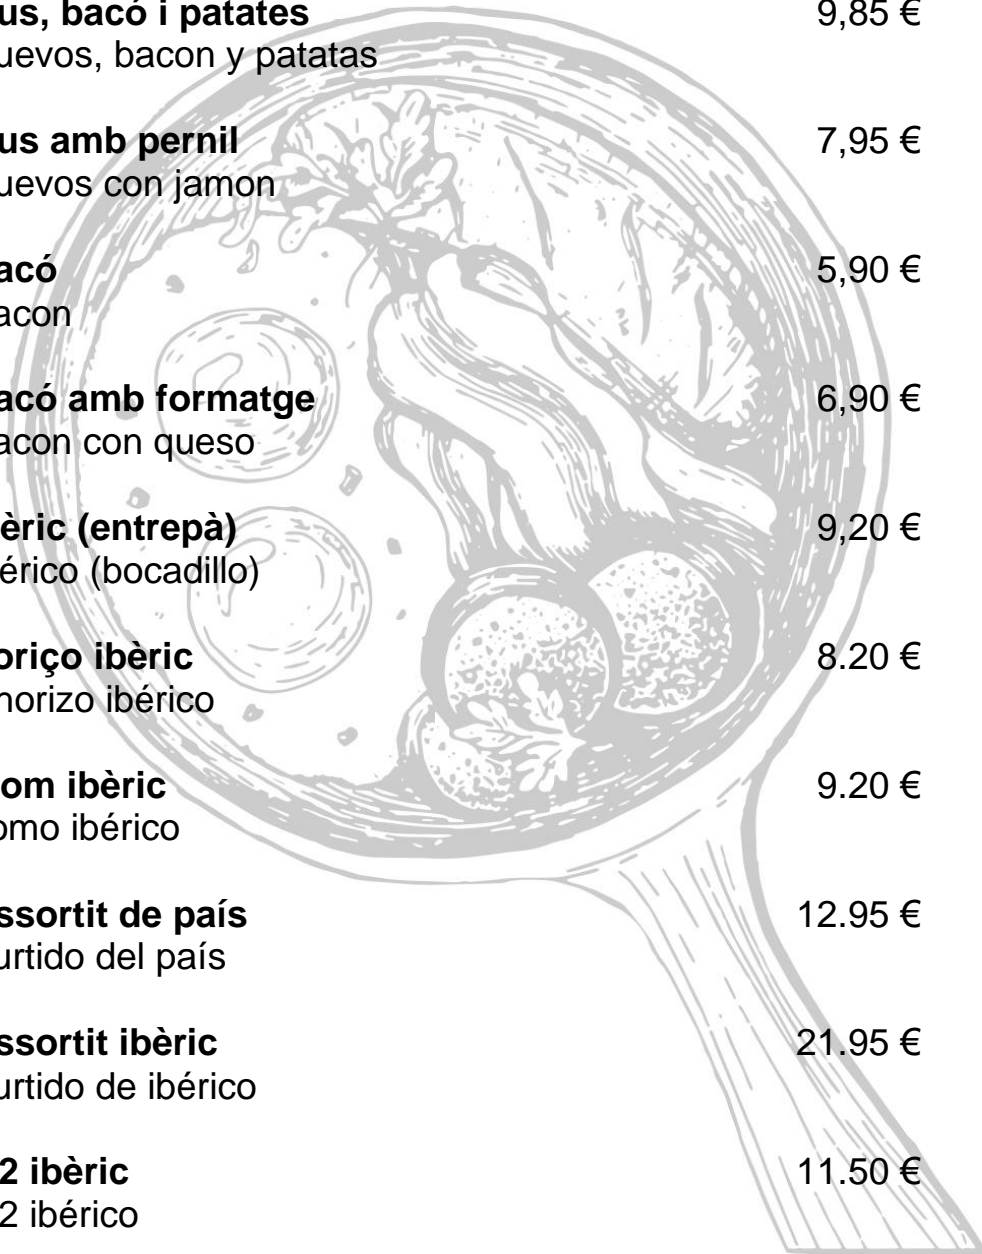 us, bacó i patates 9,85 €
uevos, bacon y patatas
us amb pernil 7,95 €
uevos con jamon
acó 5,90 €
acon
acó amb formatge 6,90 €
acon con queso
èric (entrepà) 9,20 €
érico (bocadillo)
oriço ibèric 8.20 €
horizo ibérico
om ibèric 9.20 €
omo ibérico
ssortit de país 12.95 €
urtido del país
ssortit ibèric 21.95 €
urtido de ibérico
2 ibèric 11.50 €
2 ibérico